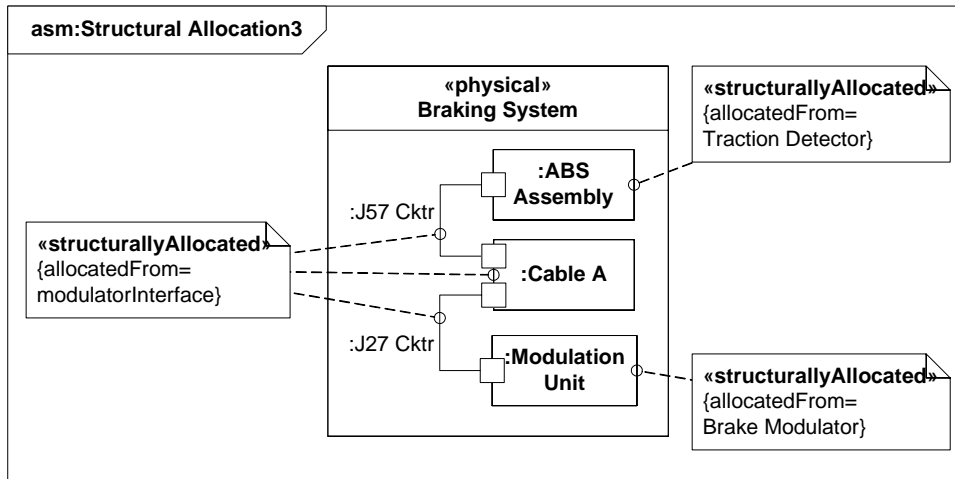 asm:Structural Allocation3
«physical»
Braking System
«structurallyAllocated»
{allocatedFrom=
Traction Detector}
:ABS
Assembly
:J57 Cktr
«structurallyAllocated»
{allocatedFrom=
modulatorInterface}
:Cable A
:J27 Cktr
:Modulation
Unit
«structurallyAllocated»
{allocatedFrom=
Brake Modulator}